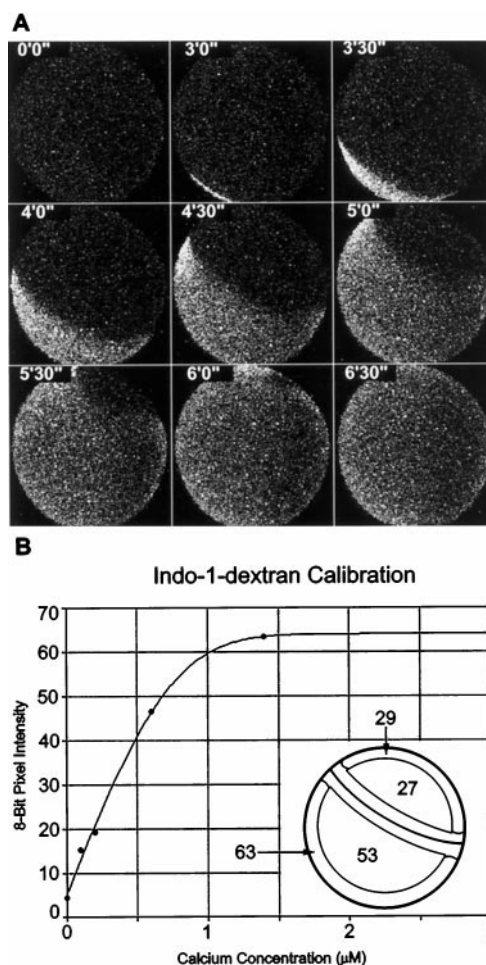 A
0'0" 3'0" 3'30"
4'0" 4'30" 5'0"
5'30" 6'0" 6'30"
B
Indo-1-dextran Calibration
8-Bit Pixel Intensity
70
60
50
40
30
20
10
0
29
27
63
53
0 1 2
Calcium Concentration (µM)